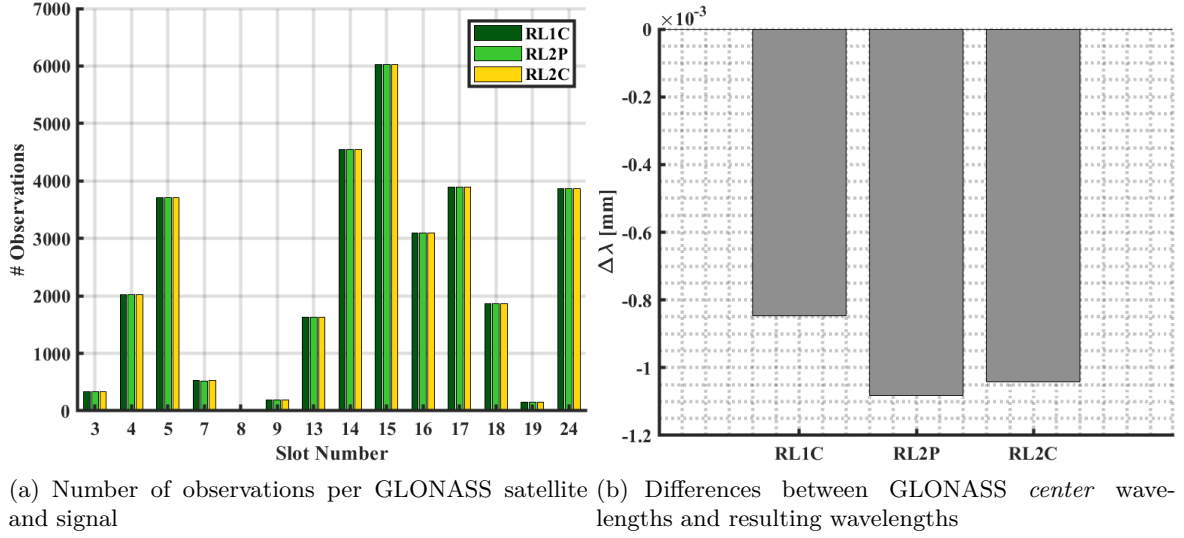 7000
6000
5000
4000
3000
2000
1000
0
# Observations
RL1C
RL2P
RL2C
3 4 5 7 8 9 13 14 15 16 17 18 19 24
Slot Number
(a) Number of observations per GLONASS satellite
and signal
×10⁻³
0
-0.2
-0.4
-0.6
-0.8
-1
-1.2
Δ λ [mm]
RL1C RL2P RL2C
(b) Differences between GLONASS center wave-
lengths and resulting wavelengths